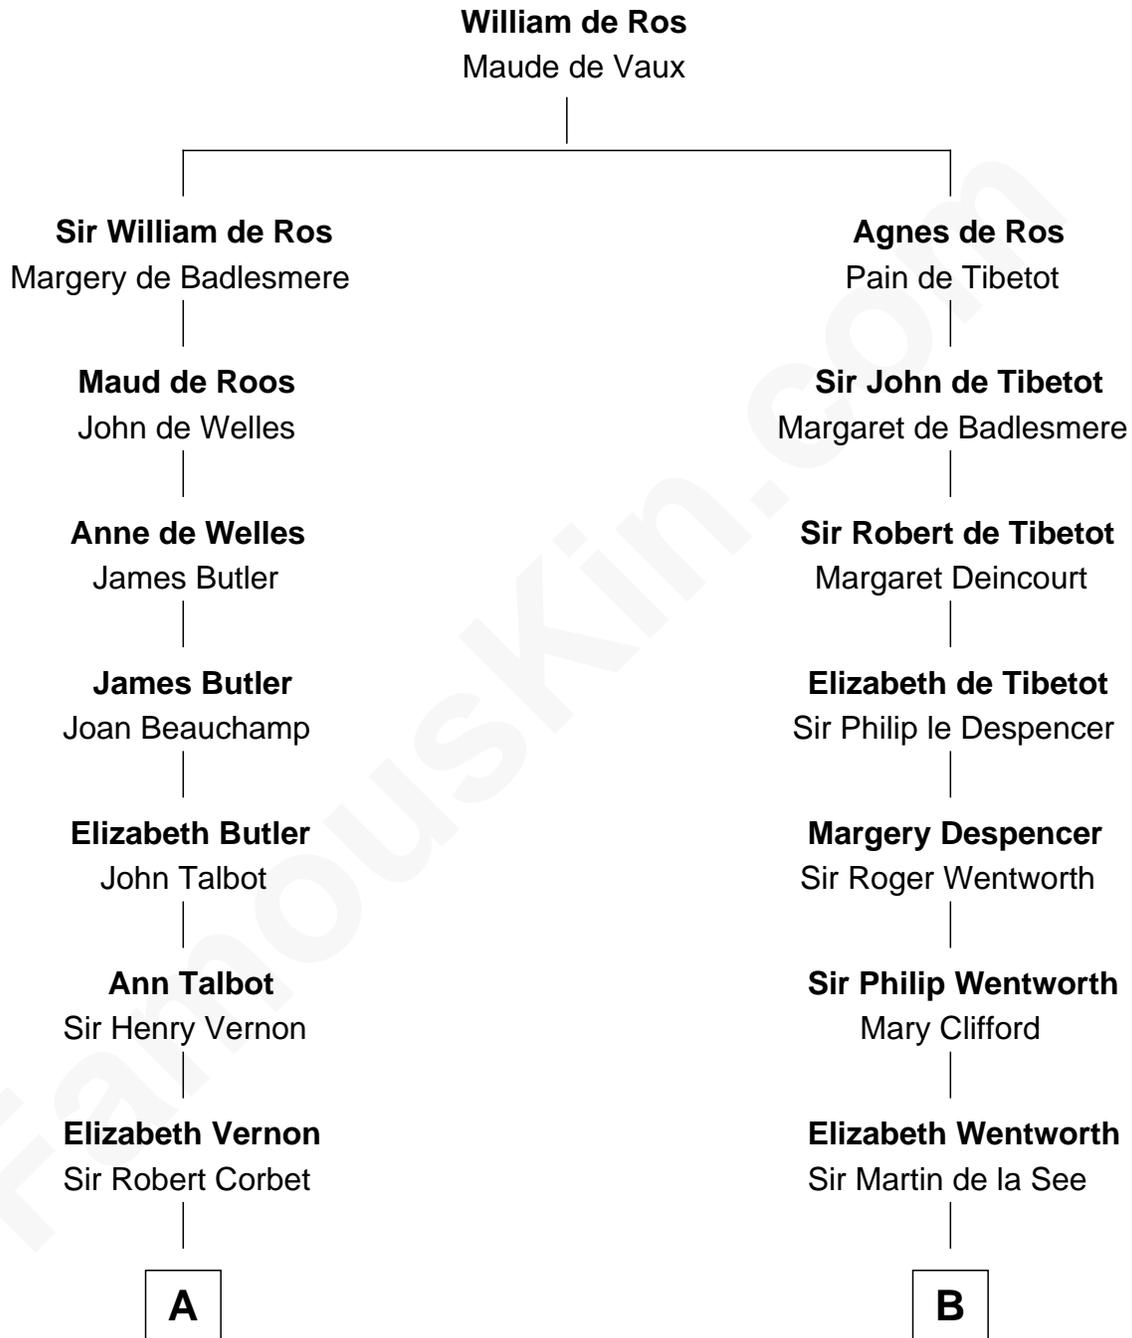 William de Ros
Maude de Vaux
Sir William de Ros
Margery de Badlesmere
Maud de Roos
John de Welles
Anne de Welles
James Butler
James Butler
Joan Beauchamp
Elizabeth Butler
John Talbot
Ann Talbot
Sir Henry Vernon
Elizabeth Vernon
Sir Robert Corbet
A
Agnes de Ros
Pain de Tibetot
Sir John de Tibetot
Margaret de Badlesmere
Sir Robert de Tibetot
Margaret Deincourt
Elizabeth de Tibetot
Sir Philip le Despencer
Margery Despencer
Sir Roger Wentworth
Sir Philip Wentworth
Mary Clifford
Elizabeth Wentworth
Sir Martin de la See
B
FamousKin.com